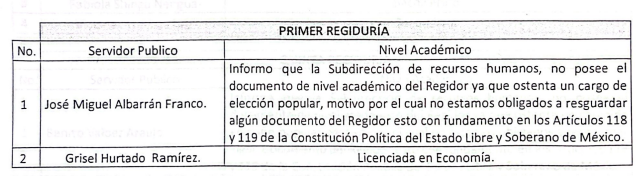 PRIMER REGIDURÍA
No. Servidor Publico Nivel Académico
1 José Miguel Albarrán Franco. Informo que la Subdirección de recursos humanos, no posee el
documento de nivel académico del Regidor ya que ostenta un cargo de
elección popular, motivo por el cual no estamos obligados a resguardar
algún documento del Regidor esto con fundamento en los Artículos 118
y 119 de la Constitución Política del Estado Libre y Soberano de México.
2 Grisel Hurtado Ramírez. Licenciada en Economía.